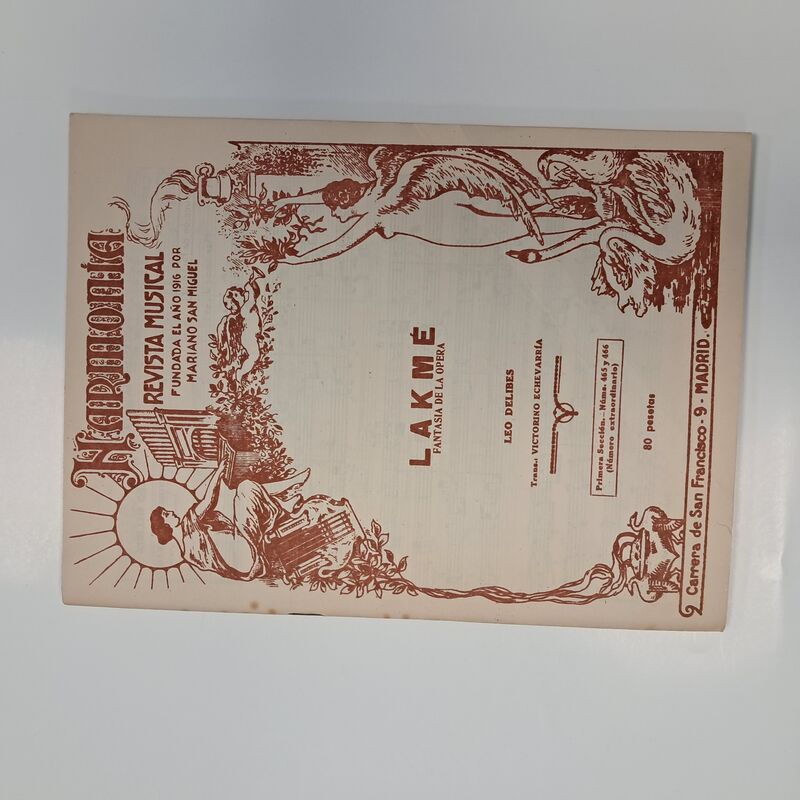 Harmonía
REVISTA MUSICAL
FUNDADA EL AÑO 1916 POR
MARIANO SAN MIGUEL
LAKMÉ
FANTASIA DE LA OPERA
LEO DELIBES
Trans.: VICTORINO ECHEVARRÍA
Primera Sección.-Núms. 465 y 466
(Número extraordinario)
80 pesetas
Carrera de San Francisco - 9 - MADRID.